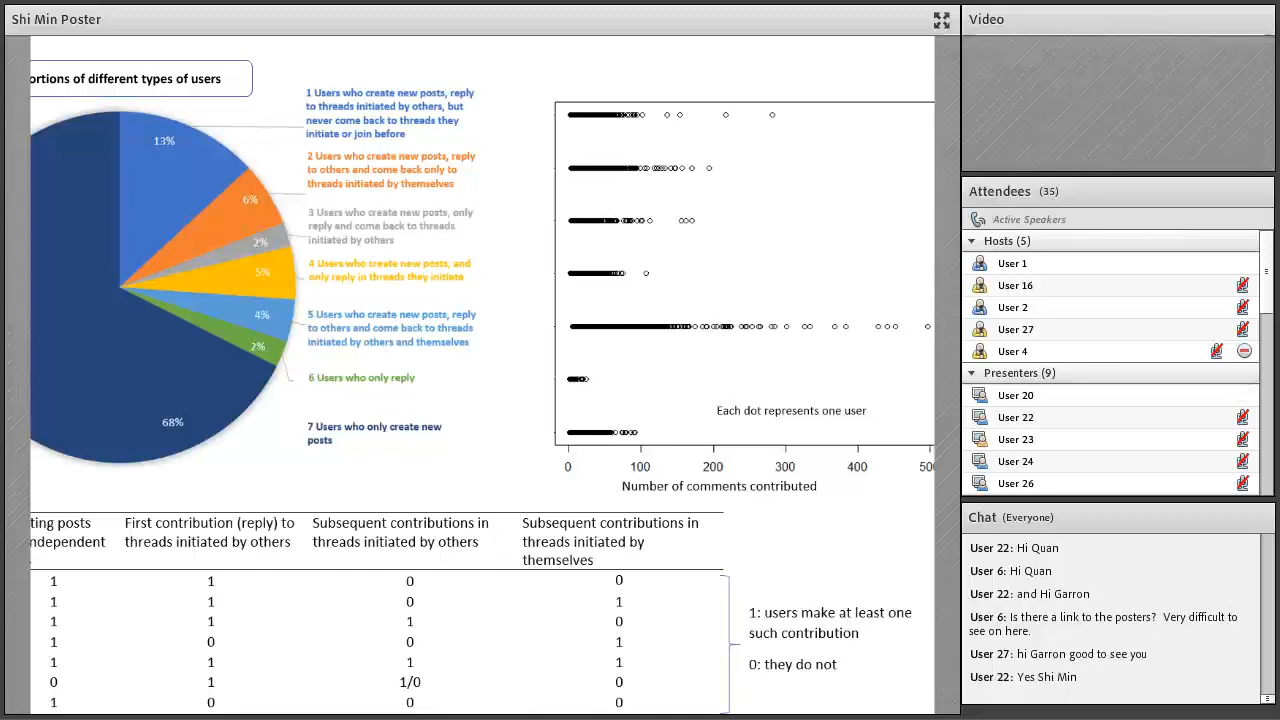 Shi Min Poster
ortions of different types of users
13%
6%
2%
5%
4%
2%
68%
1 Users who create new posts, reply
to threads initiated by others, but
never come back to threads they
initiate or join before
2 Users who create new posts, reply
to others and come back only to
threads initiated by themselves
3 Users who create new posts, only
reply and come back to threads
initiated by others
4 Users who create new posts, and
only reply in threads they initiate
5 Users who create new posts, reply
to others and come back to threads
initiated by others and themselves
6 Users who only reply
7 Users who only create new
posts
Each dot represents one user
0 100 200 300 400 500
Number of comments contributed
ting posts First contribution (reply) to Subsequent contributions in Subsequent contributions in
ndependent threads initiated by others threads initiated by others threads initiated by
themselves
1 1 0 0
1 1 0 1
1 1 1 0
1 0 0 1
1 1 1 1
0 1 1/0 0
1 0 0 0
1: users make at least one
such contribution
0: they do not
Video
Attendees (35)
Active Speakers
Hosts (5)
User 1
User 16
User 2
User 27
User 4
Presenters (9)
User 20
User 22
User 23
User 24
User 26
Chat (Everyone)
User 22: Hi Quan
User 6: Hi Quan
User 22: and Hi Garron
User 6: Is there a link to the posters? Very difficult to
see on here.
User 27: hi Garron good to see you
User 22: Yes Shi Min